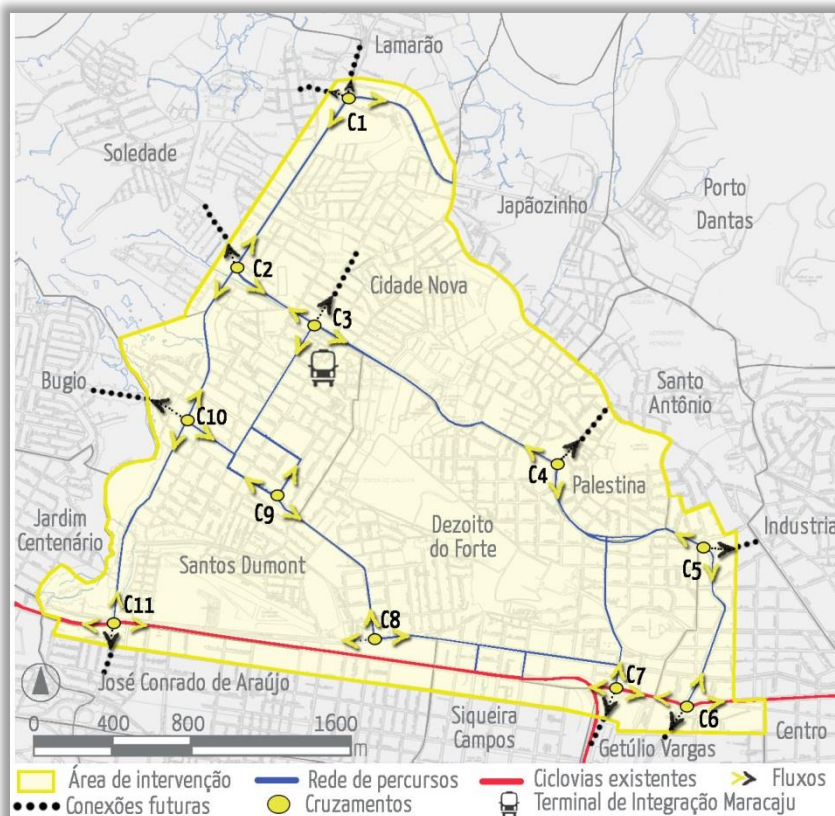 Lamarão
C1
Soledade
Japãozinho
Porto
Dantas
C2
Cidade Nova
C3
Bugio
C10
Santo
Antônio
C4
Palestina
C9
Jardim
Centenário
Dezoito
do Forte
Industria
C5
Santos Dumont
C11
C8
José Conrado de Araújo
C7
C6
Siqueira
Campos
Getúlio Vargas
Centro
0 400 800 1600
m
Área de intervenção Rede de percursos Ciclovias existentes Fluxos
Conexões futuras Cruzamentos Terminal de Integração Maracaju